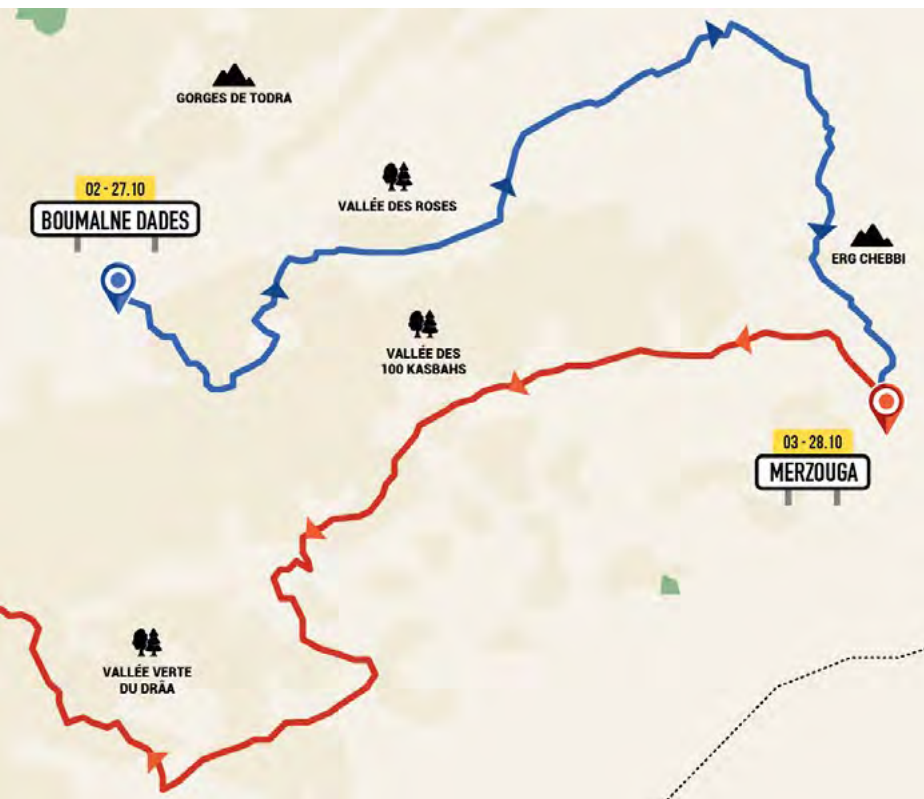 GORGES DE TODRA
02 - 27.10
BOUMALNE DADES
VALLÉE DES ROSES
ERG CHEBBI
VALLÉE DES
100 KASBAHS
03 - 28.10
MERZOUGA
VALLÉE VERTE
DU DRÂA